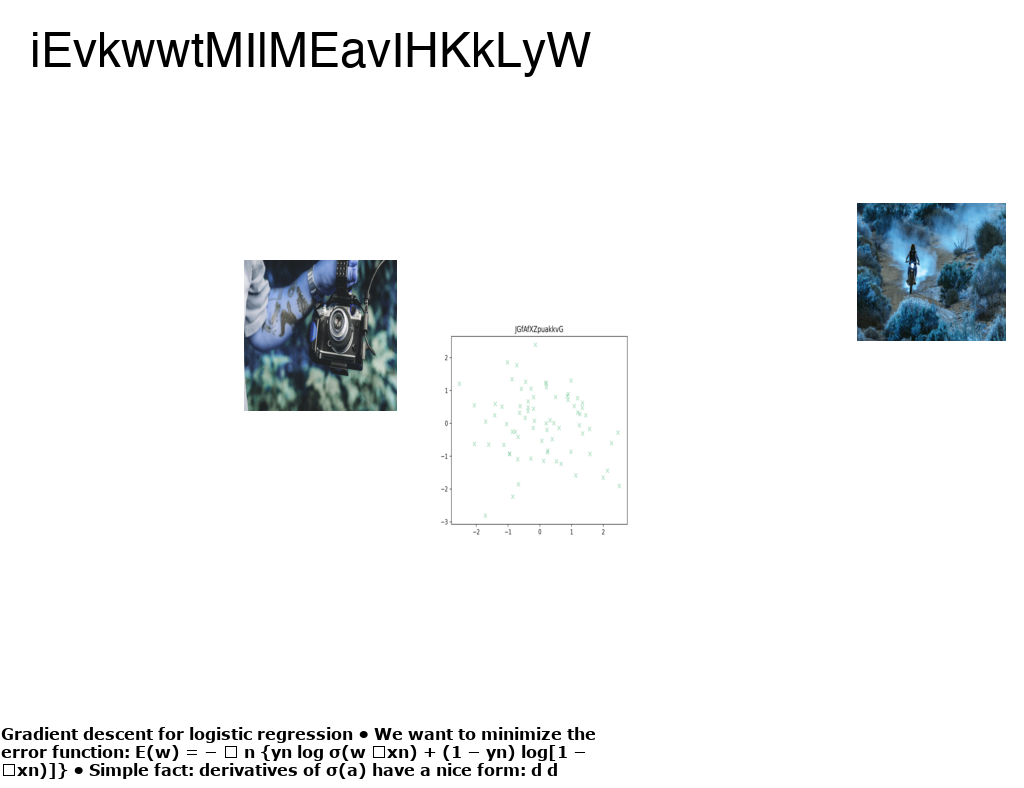 iEvkwwtMIlMEavIHKkLyW
JGfAfXZpuakkvG
2
1
0
−1
−2
−3
−2 −1 0 1 2
Gradient descent for logistic regression • We want to minimize the
error function: E(w) = − □ n {yn log σ(w □xn) + (1 − yn) log[1 −
□xn)]} • Simple fact: derivatives of σ(a) have a nice form: d d